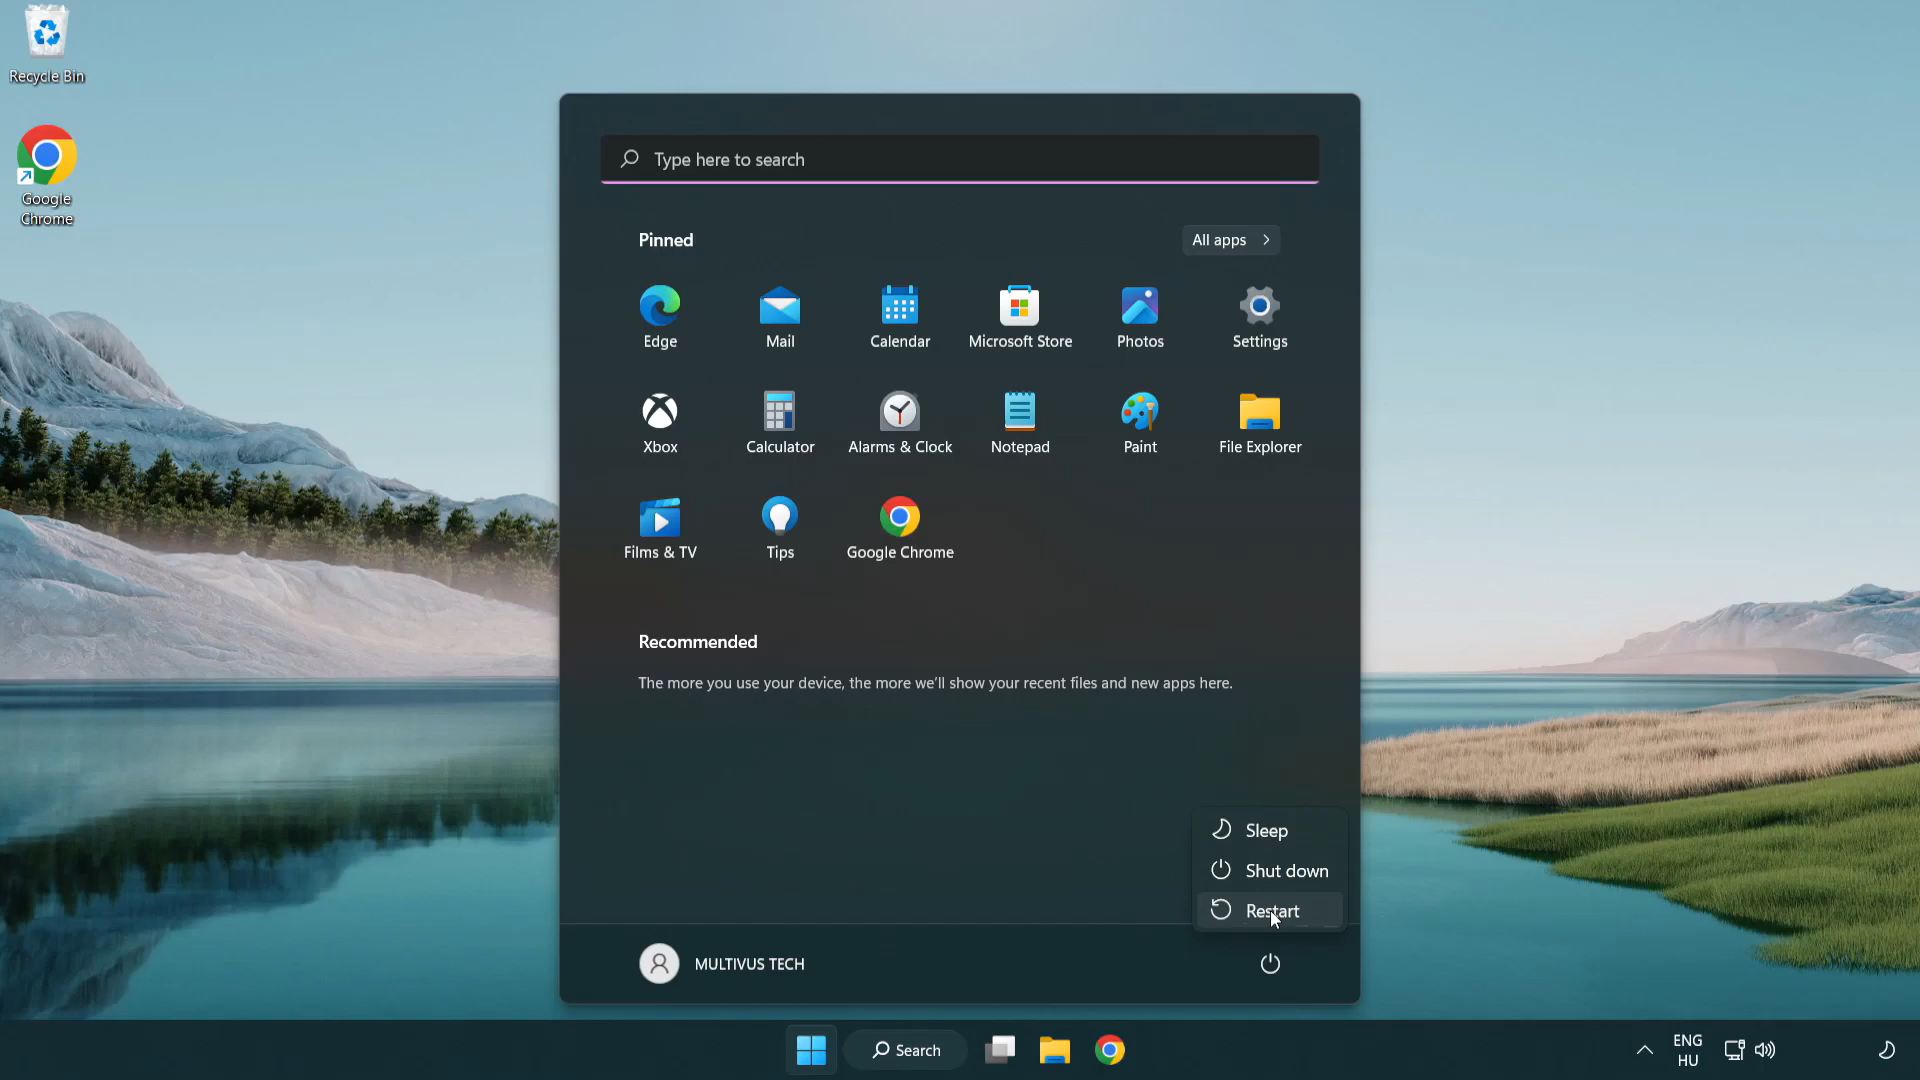 Recycle Bin
Google
Chrome
Type here to search
Pinned
All apps
Edge
Mail
Calendar
Microsoft Store
Photos
Settings
Xbox
Calculator
Alarms & Clock
Notepad
Paint
File Explorer
Films & TV
Tips
Google Chrome
Recommended
The more you use your device, the more we'll show your recent files and new apps here.
Sleep
Shut down
Restart
MULTIVUS TECH
Search
ENG
HU